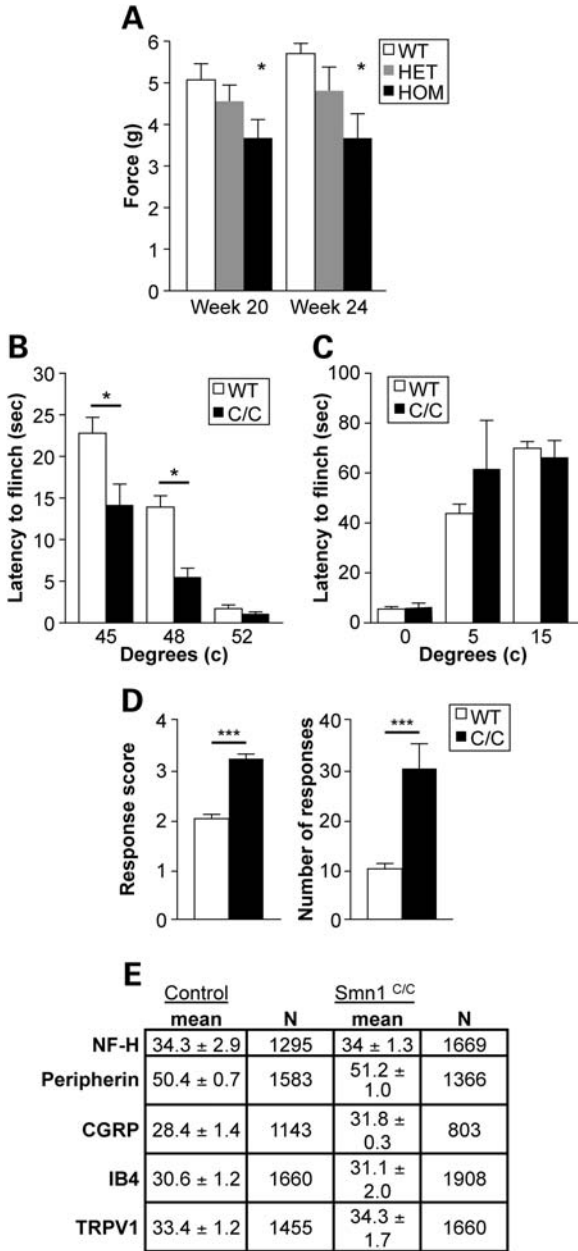 A
Force (g)
6
5
4
3
2
1
0
*
*
WT
HET
HOM
Week 20
Week 24
B
Latency to flinch (sec)
30
25
20
15
10
5
0
*
*
WT
C/C
45
48
52
Degrees (c)
C
Latency to flinch (sec)
100
80
60
40
20
0
WT
C/C
0
5
15
Degrees (c)
D
Response score
4
3
2
1
0
***
Number of responses
40
30
20
10
0
***
WT
C/C
E
Control Smn1 C/C
mean N mean N
NF-H 34.3 ± 2.9 1295 34 ± 1.3 1669
Peripherin 50.4 ± 0.7 1583 51.2 ±
1.0 1366
CGRP 28.4 ± 1.4 1143 31.8 ±
0.3 803
IB4 30.6 ± 1.2 1660 31.1 ±
2.0 1908
TRPV1 33.4 ± 1.2 1455 34.3 ±
1.7 1660